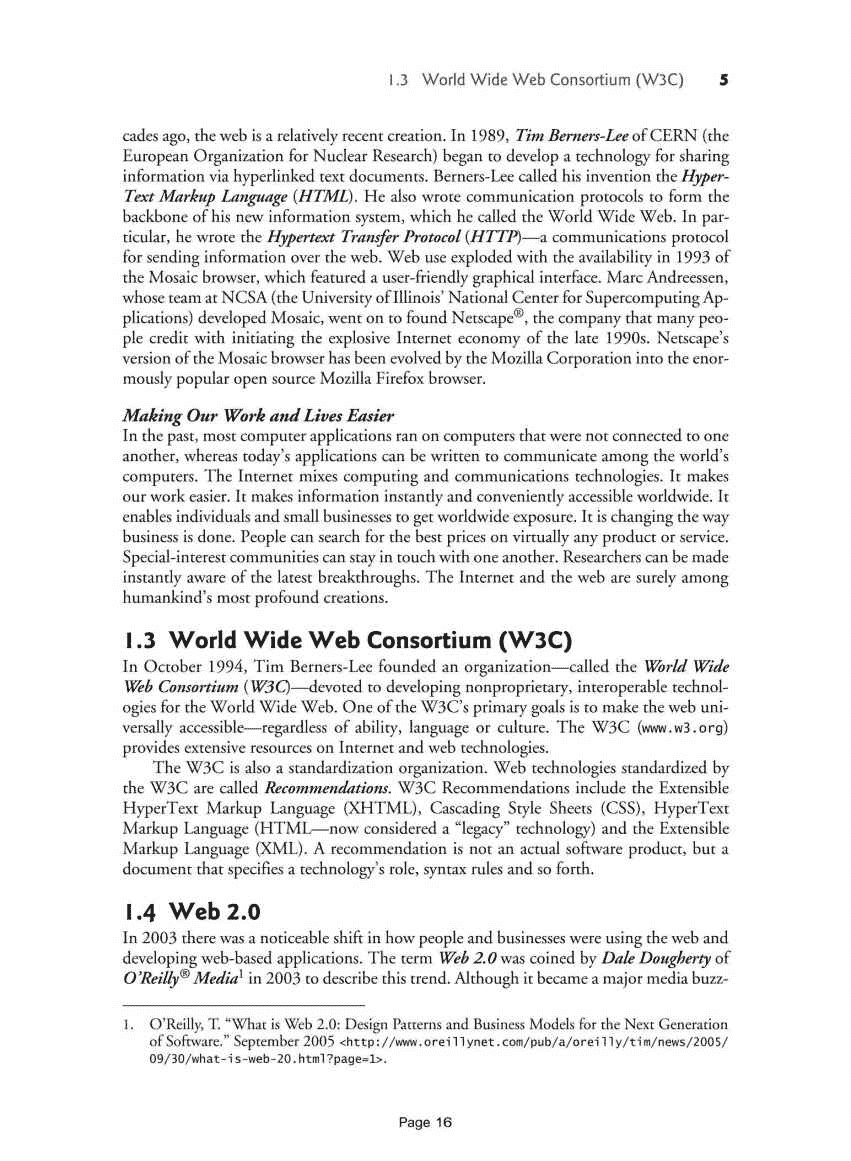 1.3 World Wide Web Consortium (W3C) 5
cades ago, the web is a relatively recent creation. In 1989, Tim Berners-Lee of CERN (the
European Organization for Nuclear Research) began to develop a technology for sharing
information via hyperlinked text documents. Berners-Lee called his invention the Hyper-
Text Markup Language (HTML). He also wrote communication protocols to form the
backbone of his new information system, which he called the World Wide Web. In par-
ticular, he wrote the Hypertext Transfer Protocol (HTTP)—a communications protocol
for sending information over the web. Web use exploded with the availability in 1993 of
the Mosaic browser, which featured a user-friendly graphical interface. Marc Andreessen,
whose team at NCSA (the University of Illinois’ National Center for Supercomputing Ap-
plications) developed Mosaic, went on to found Netscape®, the company that many peo-
ple credit with initiating the explosive Internet economy of the late 1990s. Netscape’s
version of the Mosaic browser has been evolved by the Mozilla Corporation into the enor-
mously popular open source Mozilla Firefox browser.
Making Our Work and Lives Easier
In the past, most computer applications ran on computers that were not connected to one
another, whereas today’s applications can be written to communicate among the world’s
computers. The Internet mixes computing and communications technologies. It makes
our work easier. It makes information instantly and conveniently accessible worldwide. It
enables individuals and small businesses to get worldwide exposure. It is changing the way
business is done. People can search for the best prices on virtually any product or service.
Special-interest communities can stay in touch with one another. Researchers can be made
instantly aware of the latest breakthroughs. The Internet and the web are surely among
humankind’s most profound creations.
1.3 World Wide Web Consortium (W3C)
In October 1994, Tim Berners-Lee founded an organization—called the World Wide
Web Consortium (W3C)—devoted to developing nonproprietary, interoperable technol-
ogies for the World Wide Web. One of the W3C’s primary goals is to make the web uni-
versally accessible—regardless of ability, language or culture. The W3C (www.w3.org)
provides extensive resources on Internet and web technologies.
The W3C is also a standardization organization. Web technologies standardized by
the W3C are called Recommendations. W3C Recommendations include the Extensible
HyperText Markup Language (XHTML), Cascading Style Sheets (CSS), HyperText
Markup Language (HTML—now considered a “legacy” technology) and the Extensible
Markup Language (XML). A recommendation is not an actual software product, but a
document that specifies a technology’s role, syntax rules and so forth.
1.4 Web 2.0
In 2003 there was a noticeable shift in how people and businesses were using the web and
developing web-based applications. The term Web 2.0 was coined by Dale Dougherty of
O’Reilly® Media1 in 2003 to describe this trend. Although it became a major media buzz-
1. O’Reilly, T. “What is Web 2.0: Design Patterns and Business Models for the Next Generation
of Software.” September 2005 <http://www.oreillynet.com/pub/a/oreilly/tim/news/2005/
09/30/what-is-web-20.html?page=1>.
Page 16